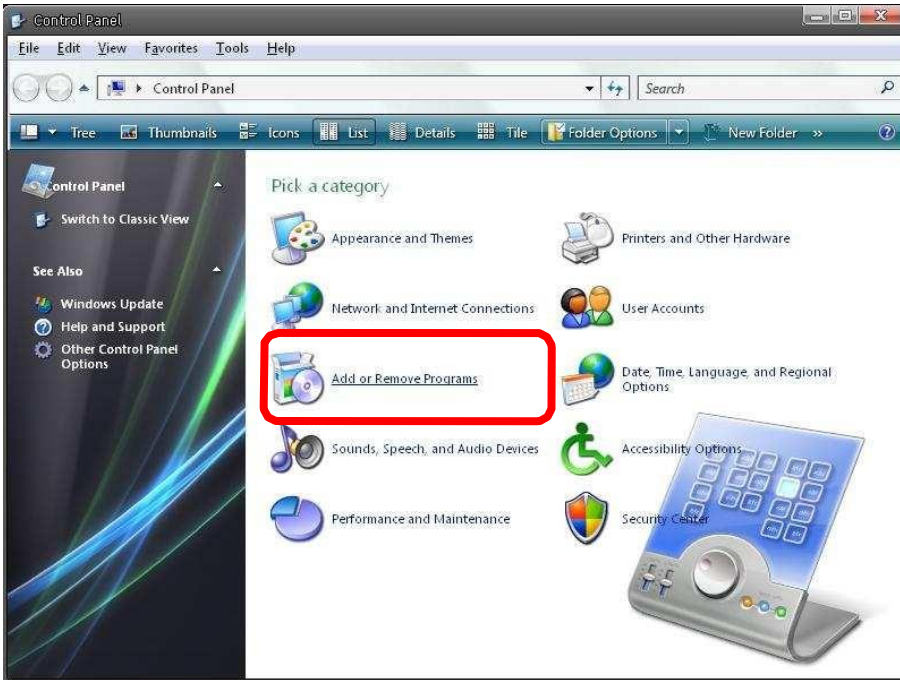 Control Panel
File Edit View Favorites Tools Help
Control Panel
Search
Tree Thumbnails Icons List Details Tile Folder Options New Folder »
Control Panel
Switch to Classic View
See Also
Windows Update
Help and Support
Other Control Panel
Options
Pick a category
Appearance and Themes
Printers and Other Hardware
Network and Internet Connections
User Accounts
Add or Remove Programs
Date, Time, Language, and Regional
Options
Sounds, Speech, and Audio Devices
Accessibility Options
Performance and Maintenance
Security Center